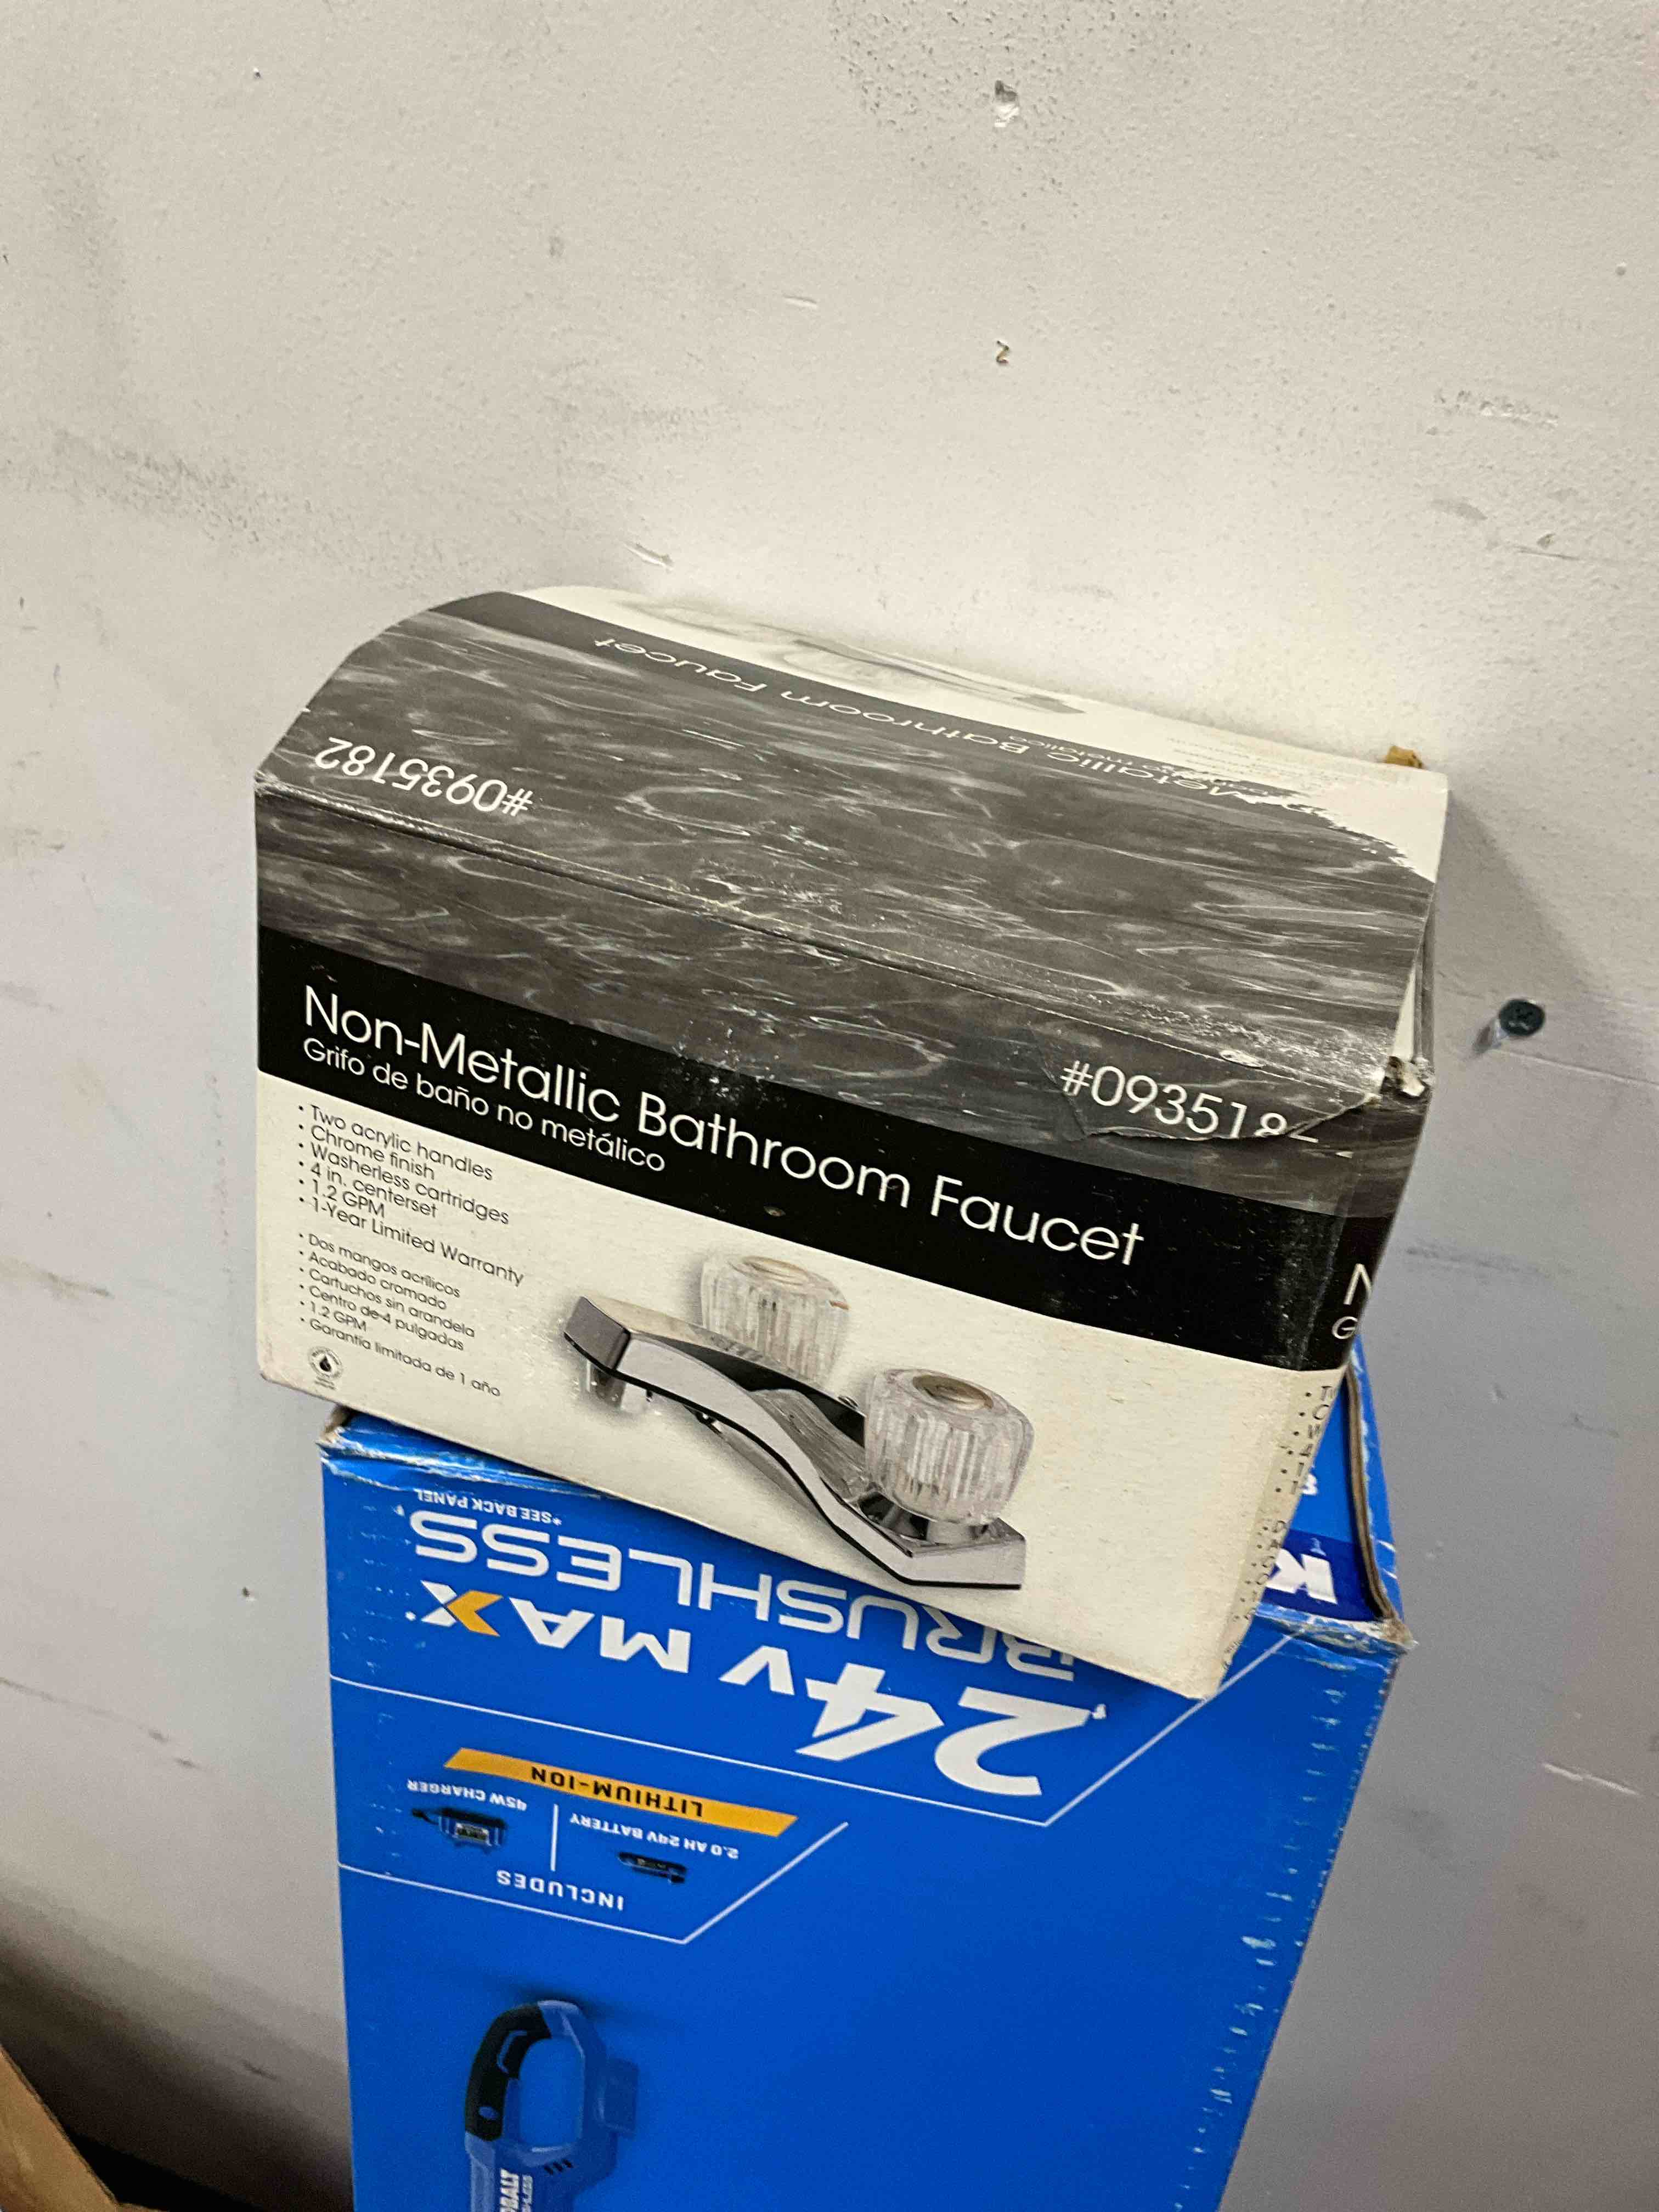 Metallic Bathroom Faucet
#0935182
#093518
Non-Metallic Bathroom Faucet
Grifo de baño no metálico
• Two acrylic handles
• Chrome finish
• Washerless cartridges
• 4 in. centerset
• 1.2 GPM
• 1-Year Limited Warranty
• Dos mangos acrílicos
• Acabado cromado
• Cartuchos sin arandela
• Centro de 4 pulgadas
• 1.2 GPM
• Garantía limitada de 1 año
N
G
K
*SEE BACK PANEL
BRUSHLESS
24V MAX*
LITHIUM-ION
45W CHARGER
2.0 AH 24V BATTERY
INCLUDES